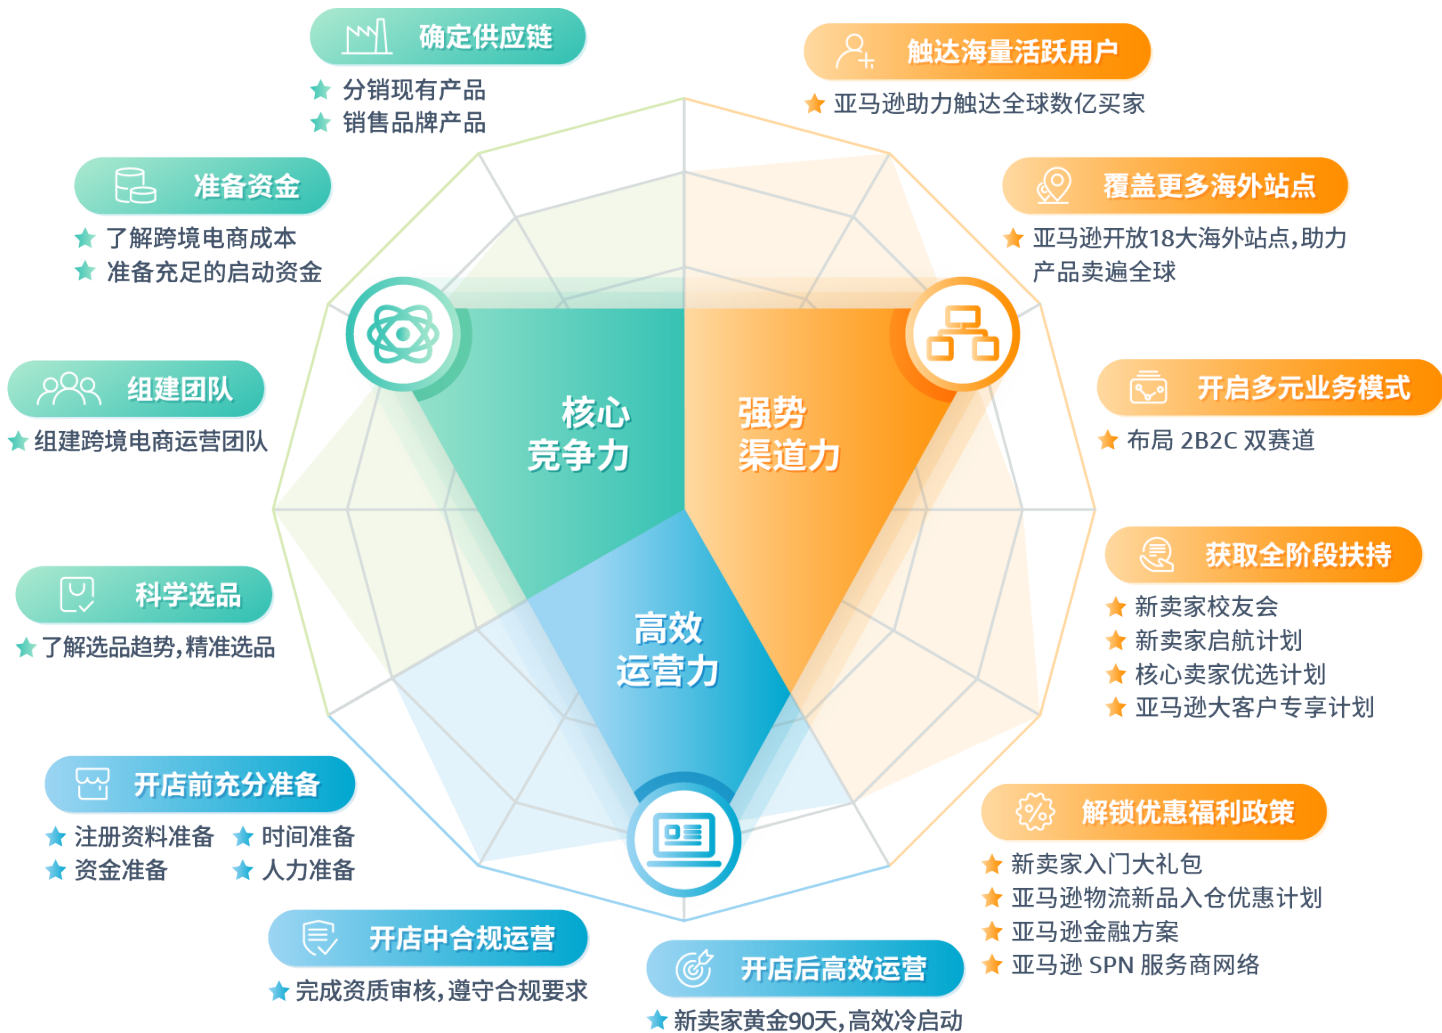 确定供应链
分销现有产品
销售品牌产品
准备资金
了解跨境电商成本
准备充足的启动资金
组建团队
组建跨境电商运营团队
科学选品
了解选品趋势,精准选品
核心
竞争力
强势
渠道力
高效
运营力
触达海量活跃用户
亚马逊助力触达全球数亿买家
覆盖更多海外站点
亚马逊开放18大海外站点,助力
产品卖遍全球
开启多元业务模式
布局 2B2C 双赛道
获取全阶段扶持
新卖家校友会
新卖家启航计划
核心卖家优选计划
亚马逊大客户专享计划
解锁优惠福利政策
新卖家入门大礼包
亚马逊物流新品入仓优惠计划
亚马逊金融方案
亚马逊 SPN 服务商网络
开店前充分准备
注册资料准备 时间准备
资金准备 人力准备
开店中合规运营
完成资质审核,遵守合规要求
开店后高效运营
新卖家黄金90天,高效冷启动